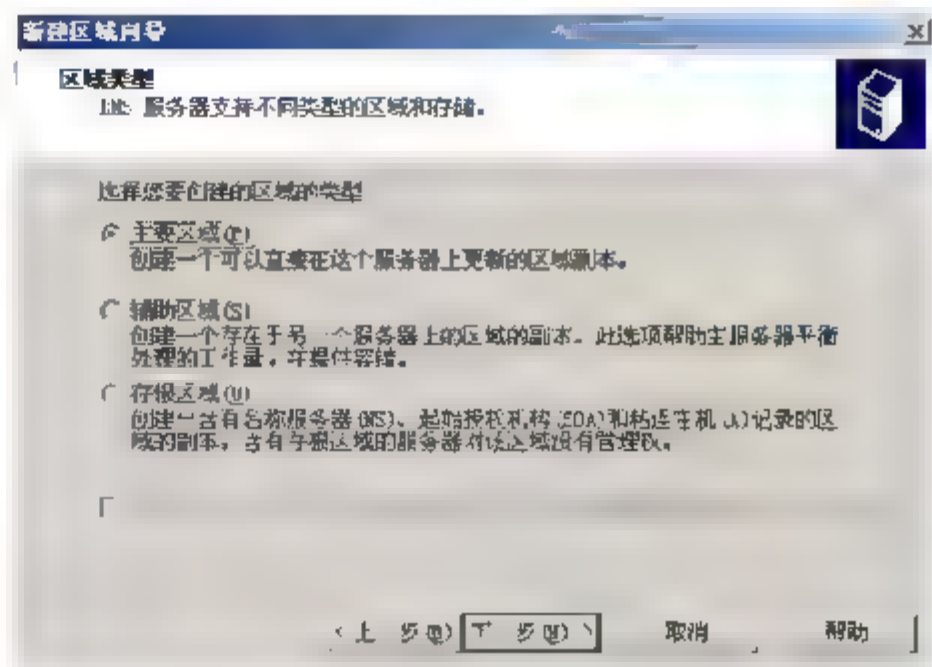 新建区域向导
区域类型
DNS 服务器支持不同类型的区域和存储。
选择您要创建的区域的类型
主要区域(P)
创建一个可以直接在这个服务器上更新的区域副本。
辅助区域(S)
创建一个存在于另一个服务器上的区域的副本。此选项帮助主服务器平衡
处理的工作量，并提供容错。
存根区域(U)
创建只含有名称服务器(NS)、起始授权机构(SOA)和粘连主机(A)记录的区
域的副本。含有存根区域的服务器对该区域没有管理权。
< 上一步(B) 下一步(N) > 取消 帮助